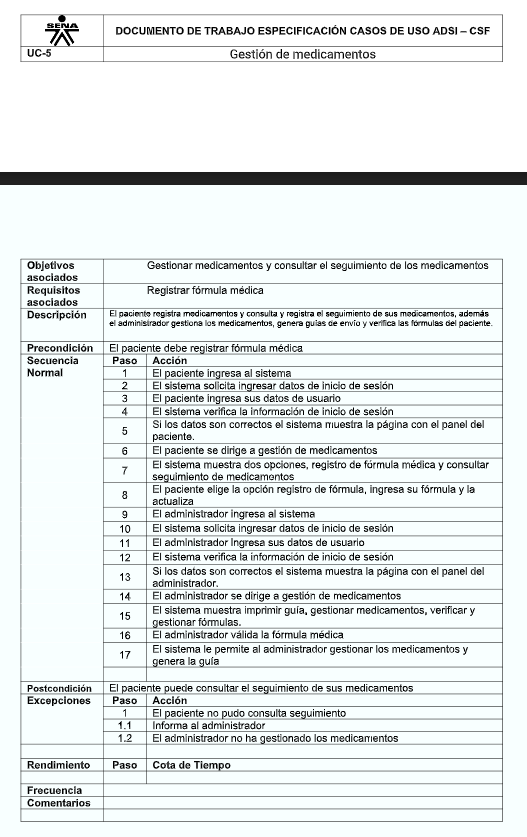 SENA
DOCUMENTO DE TRABAJO ESPECIFICACIÓN CASOS DE USO ADSI – CSF
UC-5 Gestión de medicamentos
Objetivos asociados Gestionar medicamentos y consultar el seguimiento de los medicamentos
Requisitos asociados Registrar fórmula médica
Descripción El paciente registra medicamentos y consulta y registra el seguimiento de sus medicamentos, además
el administrador gestiona los medicamentos, genera guías de envío y verifica las fórmulas del paciente.
Precondición El paciente debe registrar fórmula médica
Secuencia Normal Paso Acción
1 El paciente ingresa al sistema
2 El sistema solicita ingresar datos de inicio de sesión
3 El paciente ingresa sus datos de usuario
4 El sistema verifica la información de inicio de sesión
5 Si los datos son correctos el sistema muestra la página con el panel del
paciente.
6 El paciente se dirige a gestión de medicamentos
7 El sistema muestra dos opciones, registro de fórmula médica y consultar
seguimiento de medicamentos
8 El paciente elige la opción registro de fórmula, ingresa su fórmula y la
actualiza
9 El administrador ingresa al sistema
10 El sistema solicita ingresar datos de inicio de sesión
11 El administrador ingresa sus datos de usuario
12 El sistema verifica la información de inicio de sesión
13 Si los datos son correctos el sistema muestra la página con el panel del
administrador.
14 El administrador se dirige a gestión de medicamentos
15 El sistema muestra imprimir guía, gestionar medicamentos, verificar y
gestionar fórmulas.
16 El administrador válida la fórmula médica
17 El sistema le permite al administrador gestionar los medicamentos y
genera la guía
Postcondición El paciente puede consultar el seguimiento de sus medicamentos
Excepciones Paso Acción
1 El paciente no pudo consulta seguimiento
1.1 Informa al administrador
1.2 El administrador no ha gestionado los medicamentos
Rendimiento Paso Cota de Tiempo
Frecuencia
Comentarios